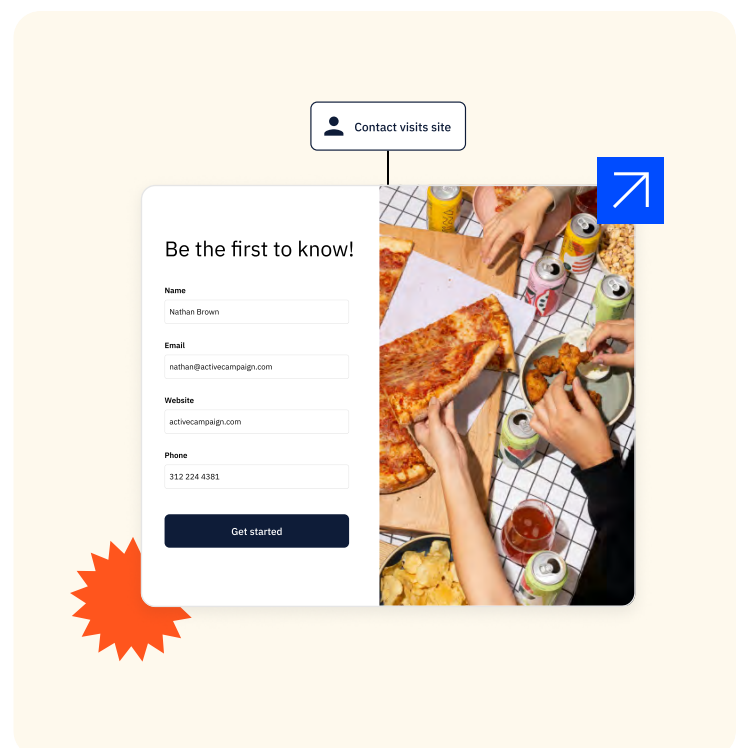 Contact visits site
Be the first to know!
Name
Nathan Brown
Email
nathan@activecampaign.com
Website
activecampaign.com
Phone
312 224 4381
Get started